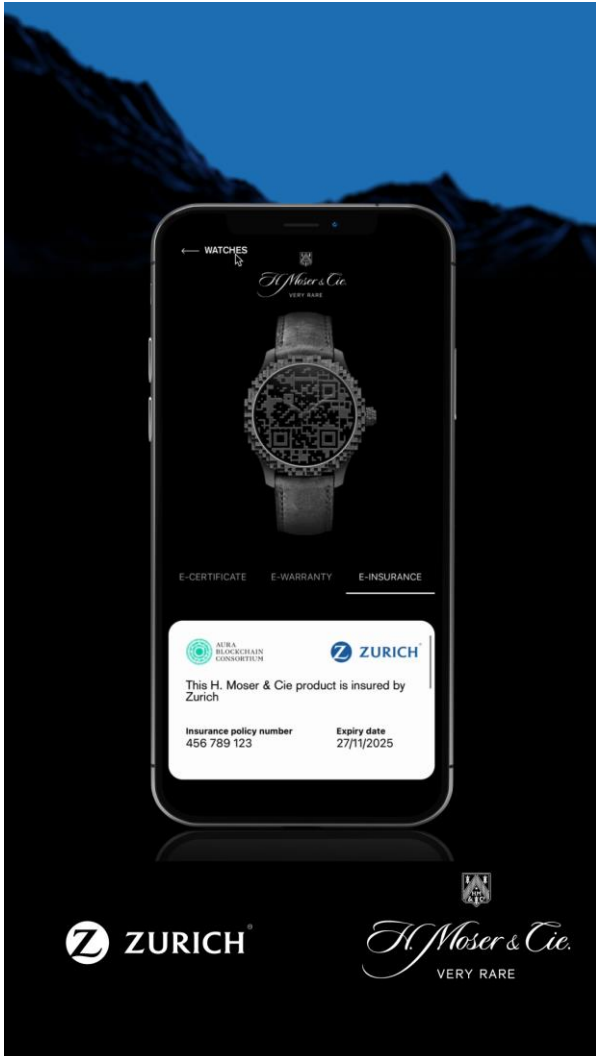 ← WATCHES
H. Moser & Cie.
VERY RARE
E-CERTIFICATE E-WARRANTY E-INSURANCE
AURA
BLOCKCHAIN
CONSORTIUM
ZURICH
This H. Moser & Cie product is insured by
Zurich
Insurance policy number Expiry date
456 789 123 27/11/2025
ZURICH®
H. Moser & Cie.
VERY RARE